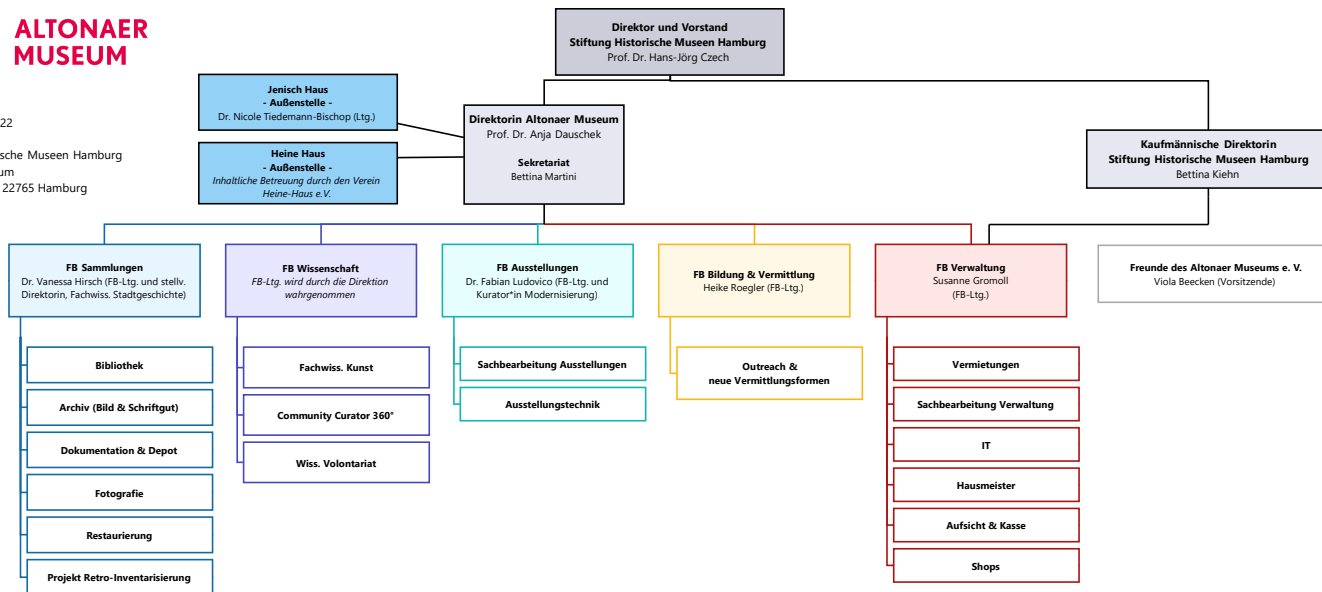 ALTONAER
MUSEUM
22
sche Museen Hamburg
um
22765 Hamburg
Direktor und Vorstand
Stiftung Historische Museen Hamburg
Prof. Dr. Hans-Jörg Czech
Jenisch Haus
- Außenstelle -
Dr. Nicole Tiedemann-Bischop (Ltg.)
Heine Haus
- Außenstelle -
Inhaltliche Betreuung durch den Verein
Heine-Haus e.V.
Direktorin Altonaer Museum
Prof. Dr. Anja Dauschek
Sekretariat
Bettina Martini
Kaufmännische Direktorin
Stiftung Historische Museen Hamburg
Bettina Kiehn
FB Sammlungen
Dr. Vanessa Hirsch (FB-Ltg. und stellv.
Direktorin, Fachwiss. Stadtgeschichte)
Bibliothek
Archiv (Bild & Schriftgut)
Dokumentation & Depot
Fotografie
Restaurierung
Projekt Retro-Inventarisierung
FB Wissenschaft
FB-Ltg. wird durch die Direktion
wahrgenommen
Fachwiss. Kunst
Community Curator 360°
Wiss. Volontariat
FB Ausstellungen
Dr. Fabian Ludovico (FB-Ltg. und
Kurator*in Modernisierung)
Sachbearbeitung Ausstellungen
Ausstellungstechnik
FB Bildung & Vermittlung
Heike Roegler (FB-Ltg.)
Outreach &
neue Vermittlungsformen
FB Verwaltung
Susanne Gromoll
(FB-Ltg.)
Vermietungen
Sachbearbeitung Verwaltung
IT
Hausmeister
Aufsicht & Kasse
Shops
Freunde des Altonaer Museums e. V.
Viola Beecken (Vorsitzende)